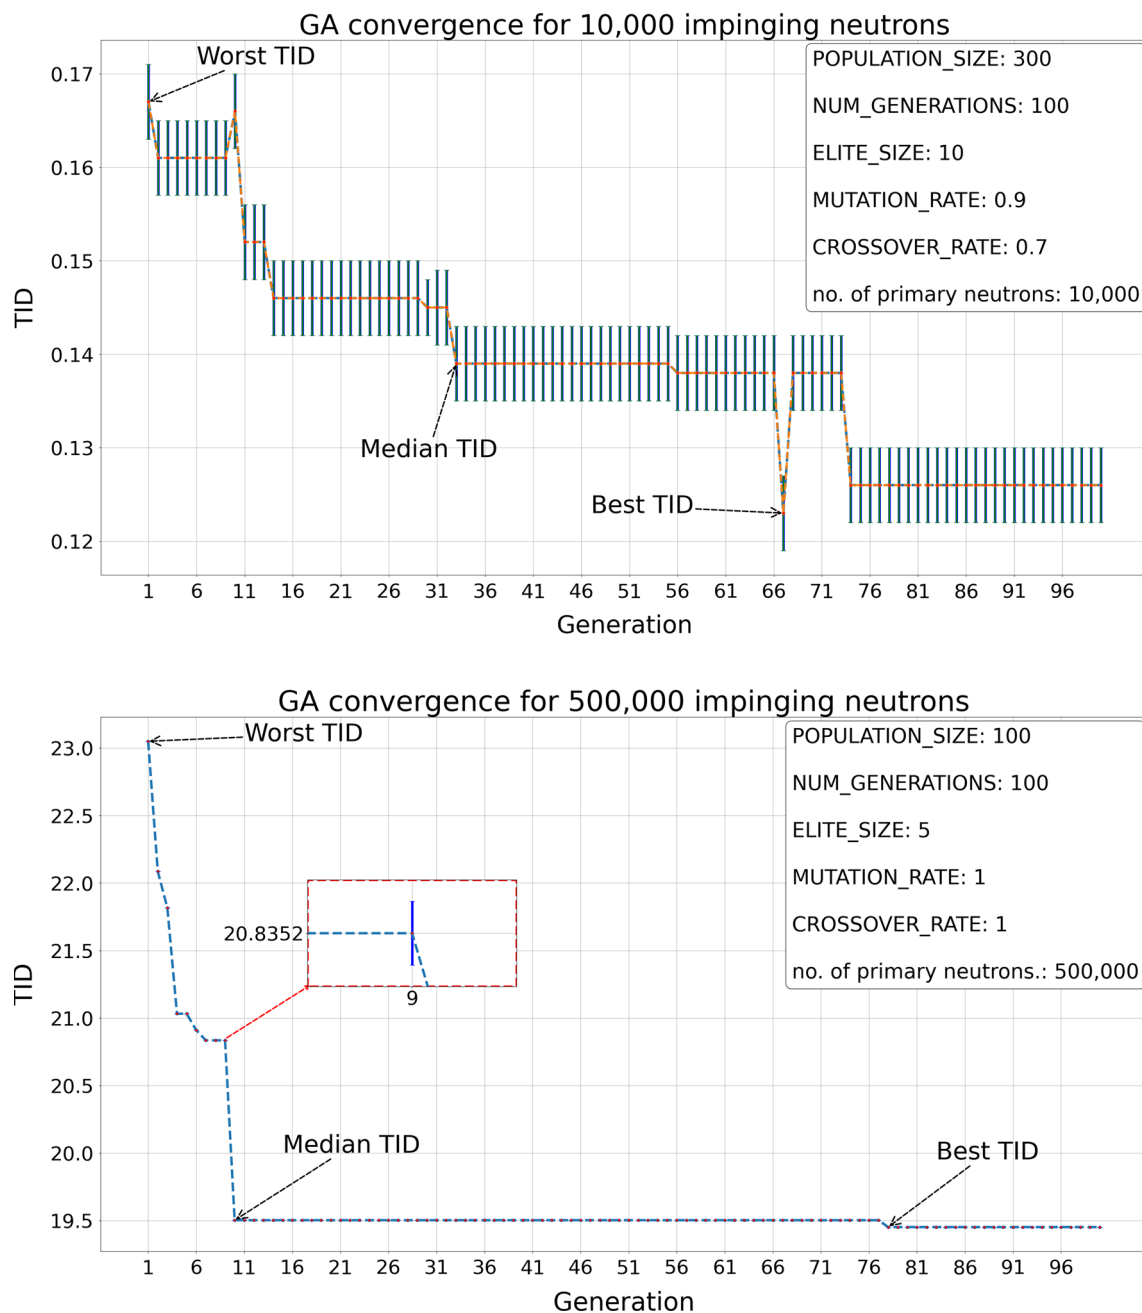 GA convergence for 10,000 impinging neutrons
Worst TID
POPULATION_SIZE: 300
NUM_GENERATIONS: 100
ELITE_SIZE: 10
MUTATION_RATE: 0.9
CROSSOVER_RATE: 0.7
no. of primary neutrons: 10,000
0.17
0.16
0.15
0.14
0.13
0.12
TID
Median TID
Best TID
1 6 11 16 21 26 31 36 41 46 51 56 61 66 71 76 81 86 91 96
Generation
GA convergence for 500,000 impinging neutrons
Worst TID
POPULATION_SIZE: 100
NUM_GENERATIONS: 100
ELITE_SIZE: 5
MUTATION_RATE: 1
CROSSOVER_RATE: 1
no. of primary neutrons.: 500,000
23.0
22.5
22.0
21.5
21.0
20.5
20.0
19.5
TID
20.8352
9
Median TID
Best TID
1 6 11 16 21 26 31 36 41 46 51 56 61 66 71 76 81 86 91 96
Generation